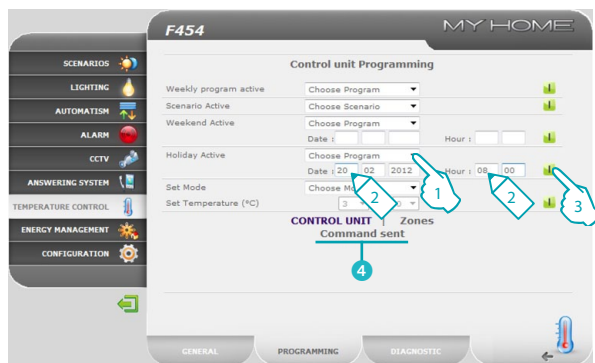 F454
MY HOME
SCENARIOS
LIGHTING
AUTOMATISM
ALARM
CCTV
ANSWERING SYSTEM
TEMPERATURE CONTROL
ENERGY MANAGEMENT
CONFIGURATION
Control unit Programming
Weekly program active Choose Program
Scenario Active Choose Scenario
Weekend Active Choose Program
Date : Hour :
Holiday Active Choose Program
Date : 20 02 2012 Hour : 08 00
Set Mode Choose
Set Temperature (°C) 3
1
2
2
3
CONTROL UNIT | Zones
Command sent
4
GENERAL PROGRAMMING DIAGNOSTIC